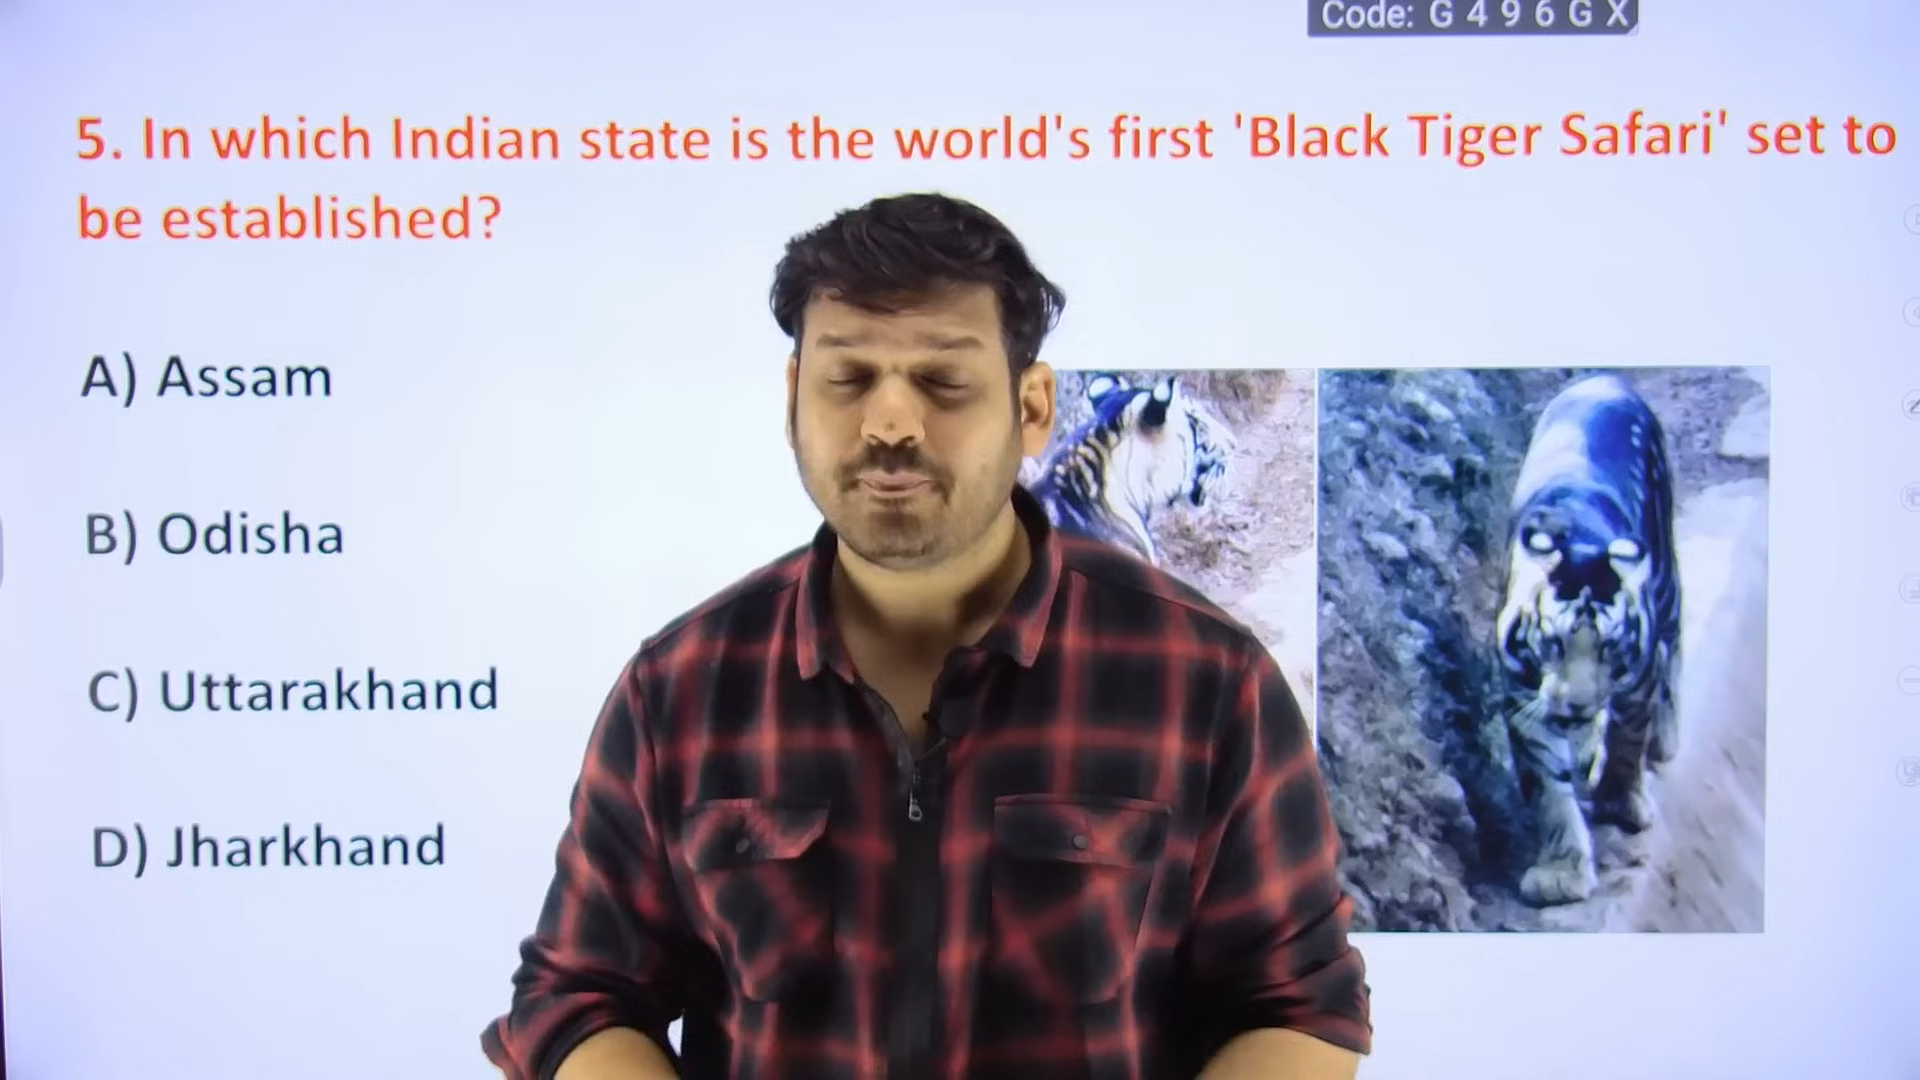 Code: G 4 9 6 G X
5. In which Indian state is the world's first 'Black Tiger Safari' set to
be established?
A) Assam
B) Odisha
C) Uttarakhand
D) Jharkhand